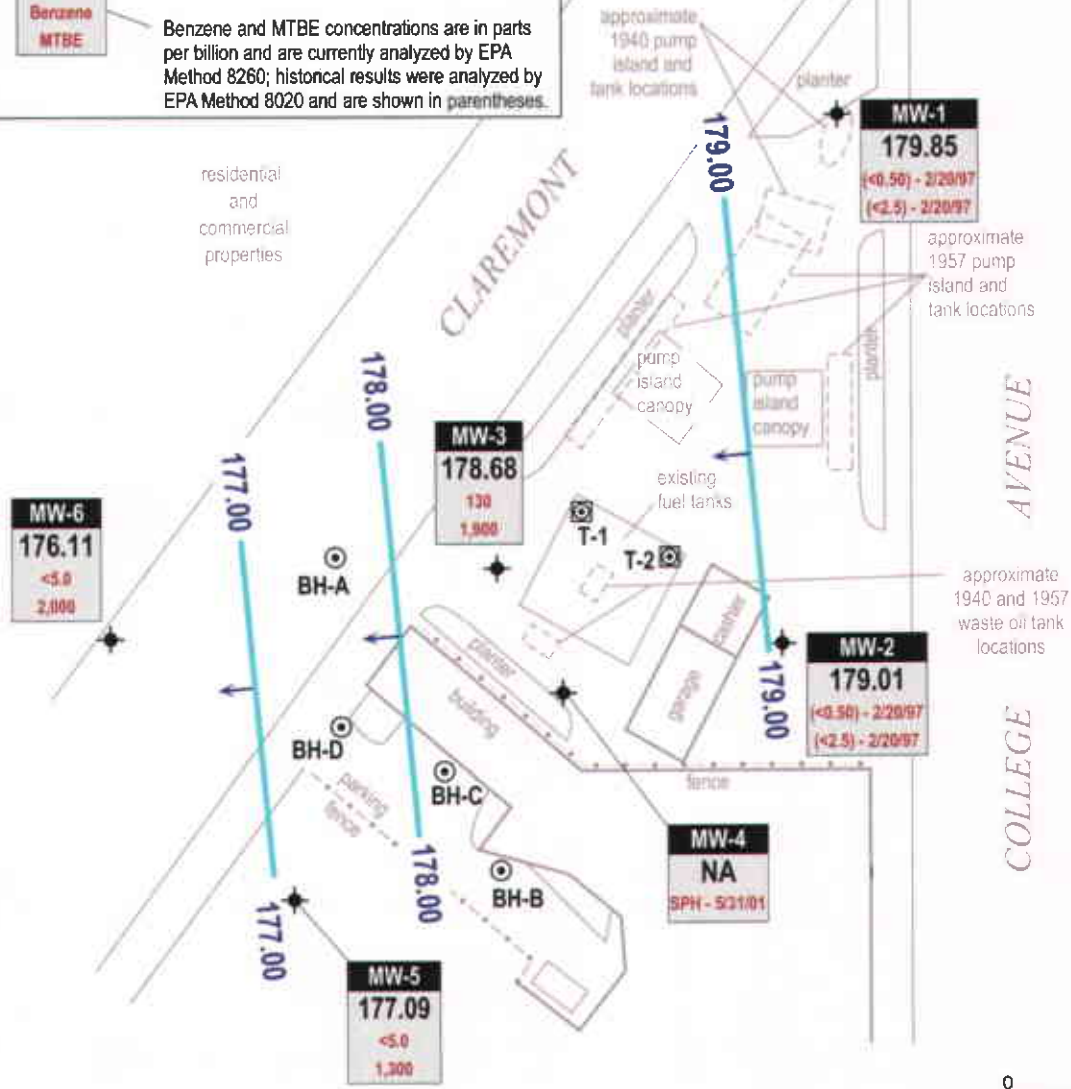 Benzene
MTBE
Benzene and MTBE concentrations are in parts
per billion and are currently analyzed by EPA
Method 8260; historical results were analyzed by
EPA Method 8020 and are shown in parentheses.
approximate
1940 pump
island and
tank locations
planter
MW-1
179.85
(<0.50) - 2/20/97
(<2.5) - 2/20/97
residential
and
commercial
properties
CLAREMONT
179.00
approximate
1957 pump
island and
tank locations
planter
planter
pump
island
canopy
pump
island
canopy
AVENUE
178.00
MW-3
178.68
130
1,900
existing
fuel tanks
177.00
MW-6
176.11
<5.0
2,000
T-1
T-2
BH-A
approximate
1940 and 1957
waste oil tank
locations
cashier
garage
planter
building
MW-2
179.01
(<0.50) - 2/20/97
(<2.5) - 2/20/97
179.00
COLLEGE
BH-D
BH-C
parking
fence
fence
MW-4
NA
SPH - 5/31/01
178.00
BH-B
177.00
MW-5
177.09
<5.0
1,300
0